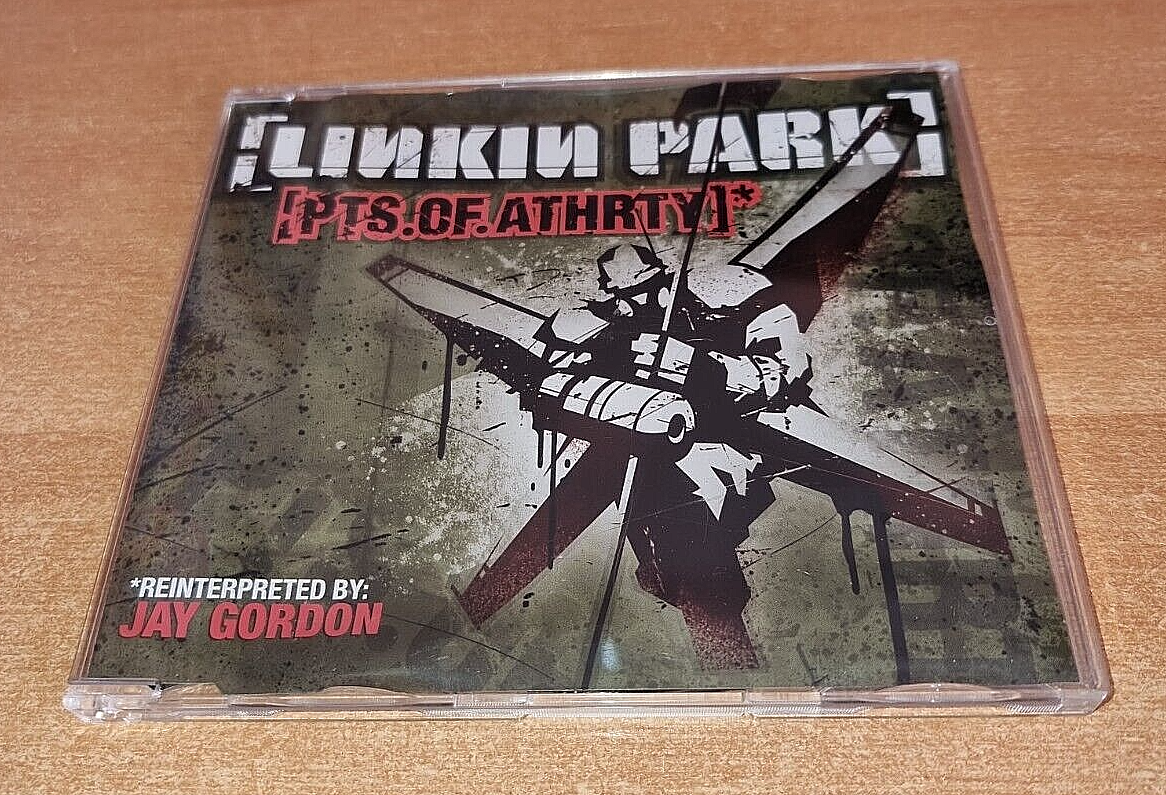 [LINKIN PARK]
[PTS.OF.ATHRTY]*
*REINTERPRETED BY:
JAY GORDON